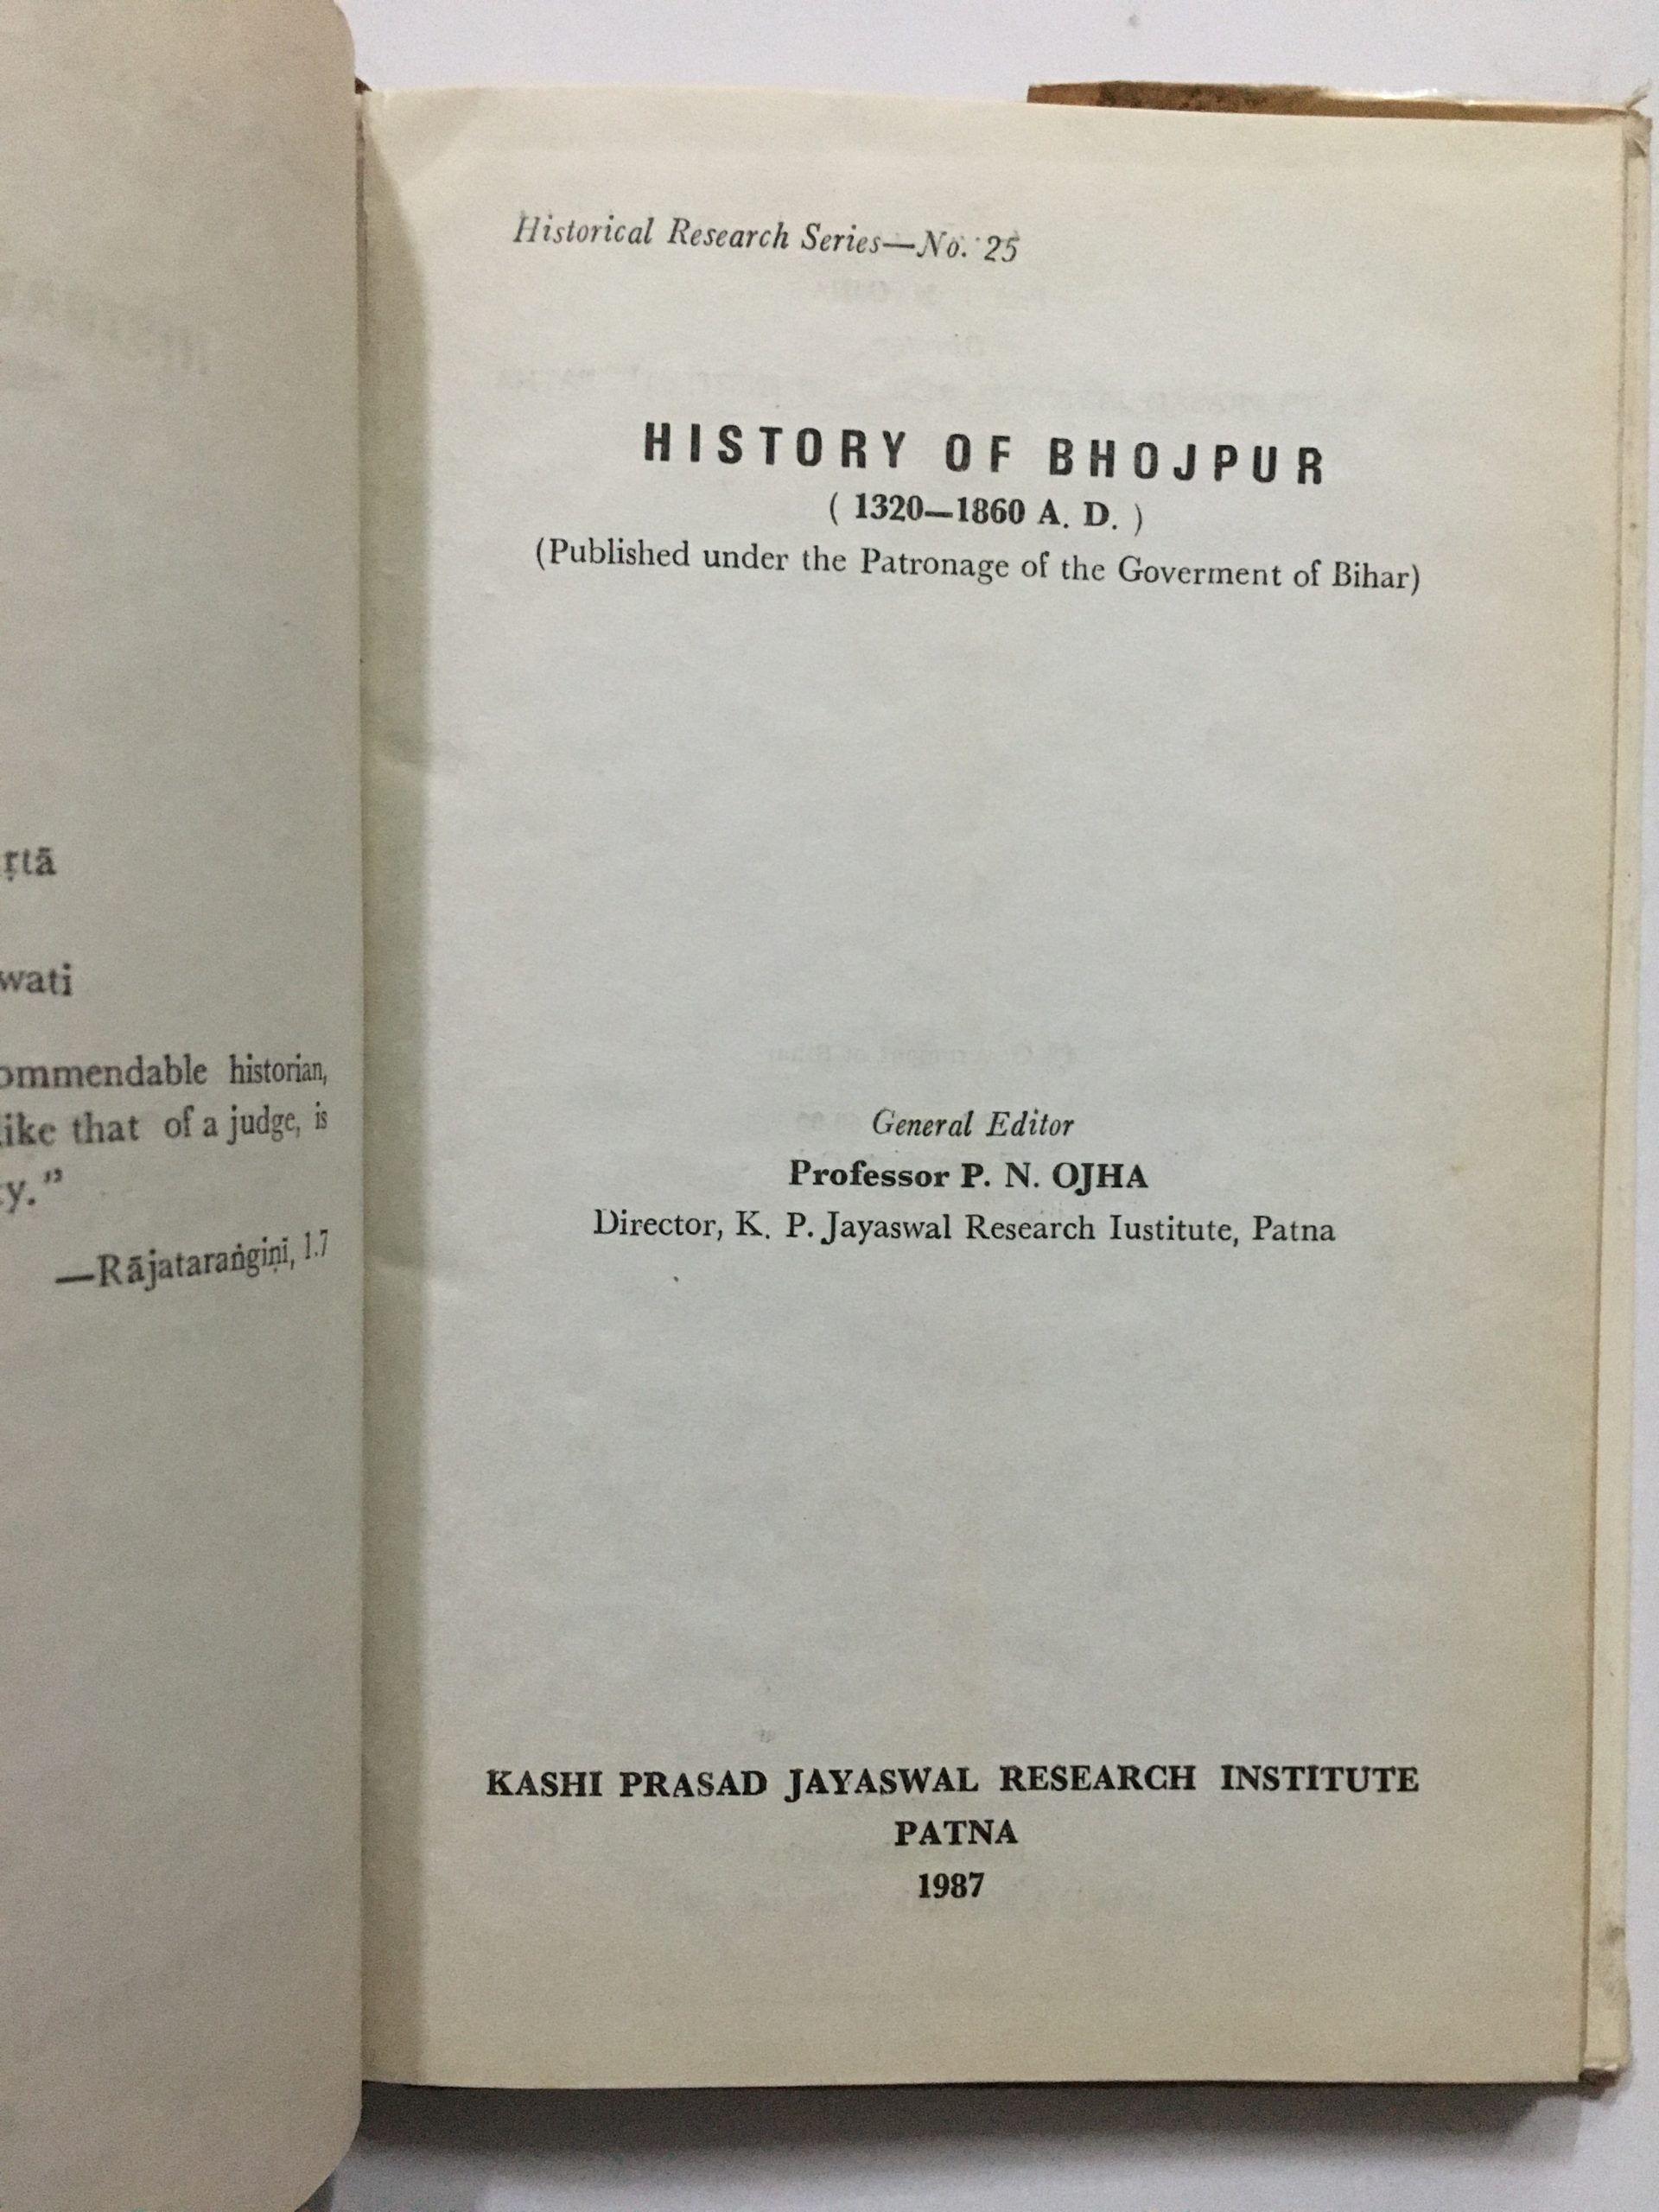 ṛtā
wati
ommendable historian,
like that of a judge, is
ty.”
—Rājataraṅgiṇi, 1.7
Historical Research Series—No. 25
HISTORY OF BHOJPUR
( 1320—1860 A. D. )
(Published under the Patronage of the Goverment of Bihar)
General Editor
Professor P. N. OJHA
Director, K. P. Jayaswal Research Iustitute, Patna
KASHI PRASAD JAYASWAL RESEARCH INSTITUTE
PATNA
1987